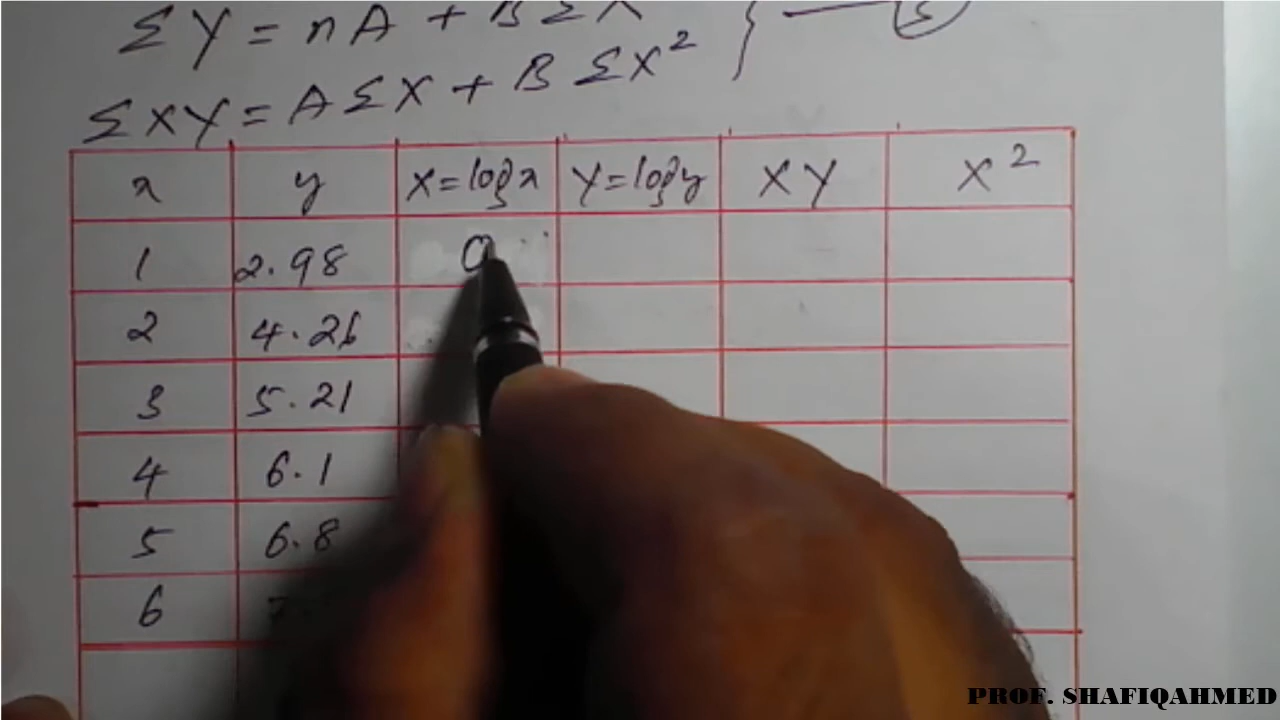 ΣY = nA + BΣX
ΣXY = AΣX + BΣX²
x y X = log x Y = log y XY X²
1 2.98 0
2 4.26
3 5.21
4 6.1
5 6.8
6
PROF. SHAFIQAHMED